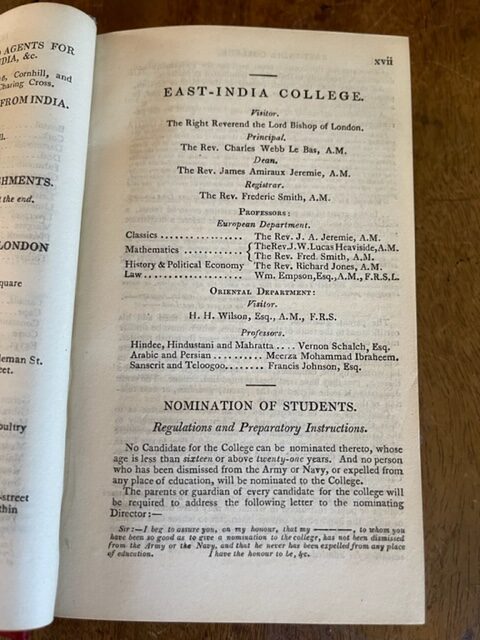 AGENTS FOR
DIA, &c.
Cornhill, and
Charing Cross.
FROM INDIA.
HMENTS.
the end.
LONDON
quare
leman St.
eet.
oultry
-street
thin
xvii
EAST-INDIA COLLEGE.
Visitor.
The Right Reverend the Lord Bishop of London.
Principal.
The Rev. Charles Webb Le Bas, A.M.
Dean.
The Rev. James Amiraux Jeremie, A.M.
Registrar.
The Rev. Frederic Smith, A.M.
PROFESSORS:
European Department.
Classics .................. The Rev. J. A. Jeremie, A.M.
Mathematics ............ { The Rev. J. W. Lucas Heaviside, A.M.
{ The Rev. Fred. Smith, A.M.
History & Political Economy The Rev. Richard Jones, A.M.
Law.................. Wm. Empson, Esq., A.M., F.R.S.L.
ORIENTAL DEPARTMENT:
Visitor.
H. H. Wilson, Esq., A.M., F.R.S.
Professors.
Hindee, Hindustani and Mahratta .... Vernon Schalch, Esq.
Arabic and Persian .......... Meerza Mohammad Ibraheem.
Sanscrit and Teloogoo........ Francis Johnson, Esq.
NOMINATION OF STUDENTS.
Regulations and Preparatory Instructions.
No Candidate for the College can be nominated thereto, whose
age is less than sixteen or above twenty-one years. And no person
who has been dismissed from the Army or Navy, or expelled from
any place of education, will be nominated to the College.
The parents or guardian of every candidate for the college will
be required to address the following letter to the nominating
Director:—
Sir:—I beg to assure you, on my honour, that my ————, to whom you
have been so good as to give a nomination to the college, has not been dismissed
from the Army or the Navy, and that he never has been expelled from any place
of education. I have the honour to be, &c.